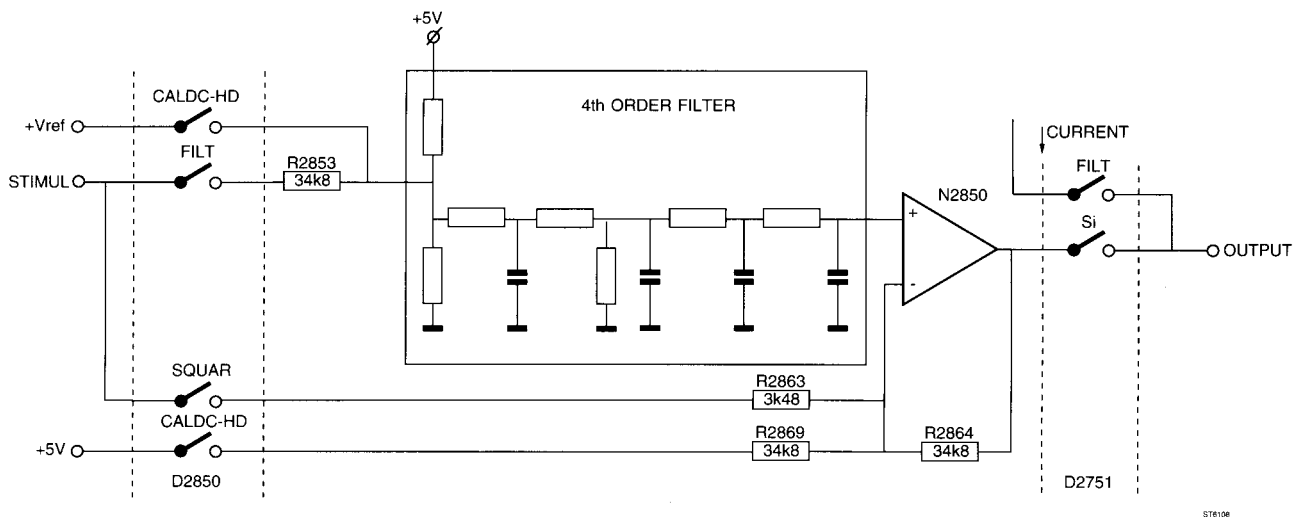 +5V
CALDC-HD
4th ORDER FILTER
+Vref
CURRENT
FILT
R2853
FILT
STIMUL
34k8
N2850
+
Si
OUTPUT
-
SQUAR
R2863
3k48
CALDC-HD
R2869
R2864
+5V
34k8
34k8
D2850
D2751
ST6106